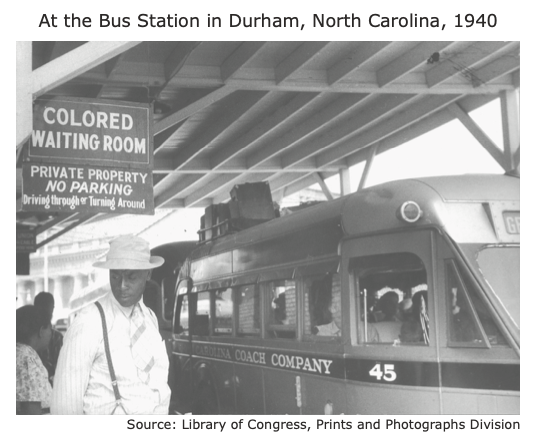 At the Bus Station in Durham, North Carolina, 1940
COLORED
WAITING ROOM
PRIVATE PROPERTY
NO PARKING
Driving through or Turning Around
CAROLINA COACH COMPANY
45
Source: Library of Congress, Prints and Photographs Division